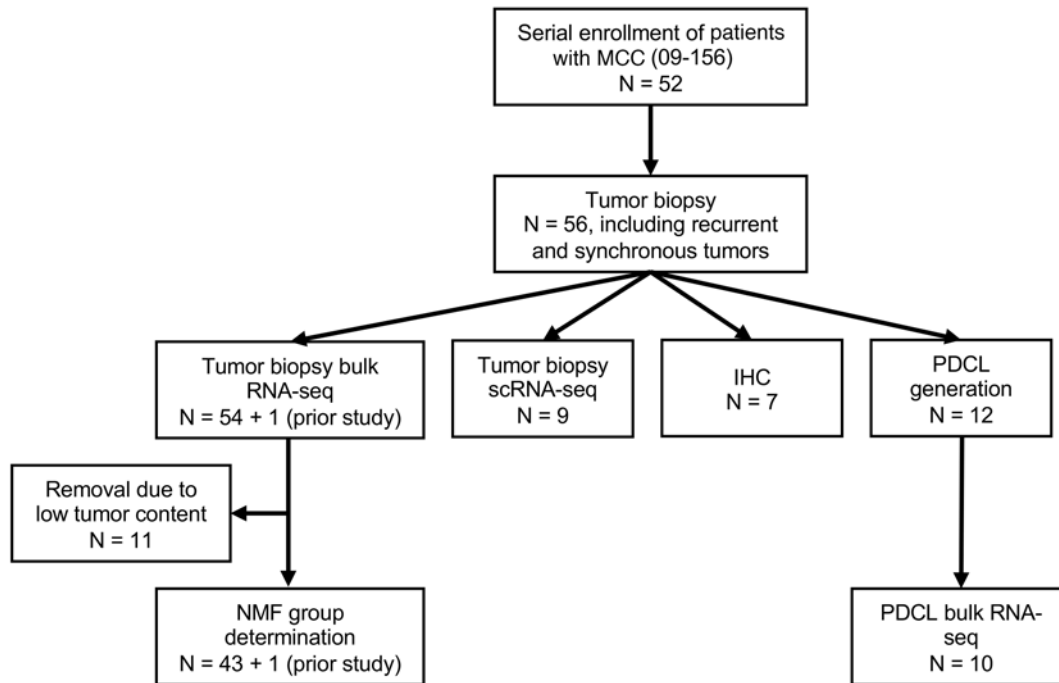 Serial enrollment of patients
with MCC (09-156)
N = 52
Tumor biopsy
N = 56, including recurrent
and synchronous tumors
Tumor biopsy bulk
RNA-seq
N = 54 + 1 (prior study)
Tumor biopsy
scRNA-seq
N = 9
IHC
N = 7
PDCL
generation
N = 12
Removal due to
low tumor content
N = 11
NMF group
determination
N = 43 + 1 (prior study)
PDCL bulk RNA-
seq
N = 10